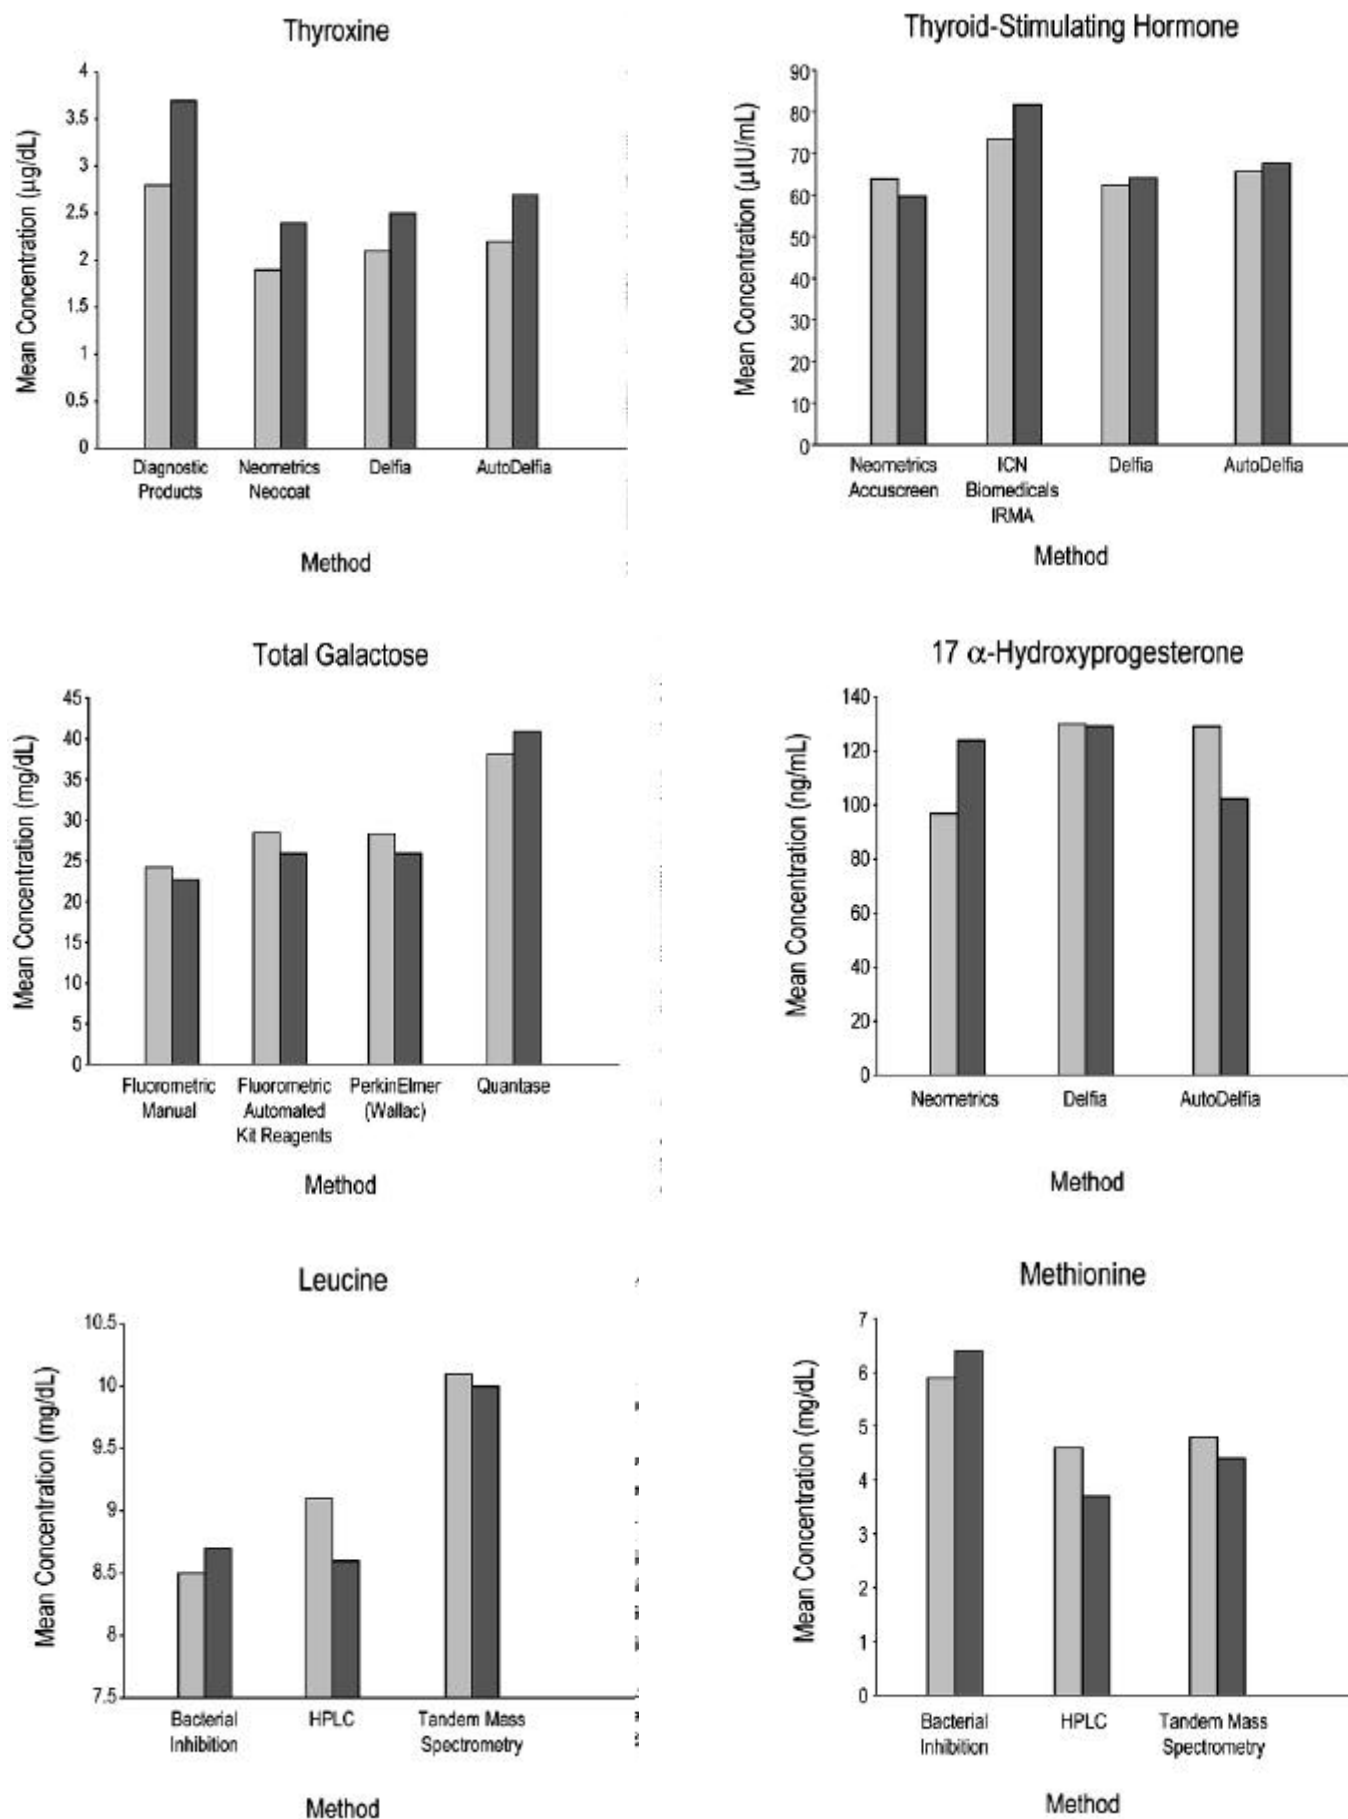 Thyroxine
Mean Concentration (µg/dL)
4
3.5
3
2.5
2
1.5
1
0.5
0
Diagnostic
Products
Neometrics
Neocoat
Delfia
AutoDelfia
Method
Thyroid-Stimulating Hormone
Mean Concentration (µIU/mL)
90
80
70
60
50
40
30
20
10
0
Neometrics
Accuscreen
ICN
Biomedicals
IRMA
Delfia
AutoDelfia
Method
Total Galactose
Mean Concentration (mg/dL)
45
40
35
30
25
20
15
10
5
0
Fluorometric
Manual
Fluorometric
Automated
Kit Reagents
PerkinElmer
(Wallac)
Quantase
Method
17 α-Hydroxyprogesterone
Mean Concentration (ng/mL)
140
120
100
80
60
40
20
0
Neometrics
Delfia
AutoDelfia
Method
Leucine
Mean Concentration (mg/dL)
10.5
10
9.5
9
8.5
8
7.5
Bacterial
Inhibition
HPLC
Tandem Mass
Spectrometry
Method
Methionine
Mean Concentration (mg/dL)
7
6
5
4
3
2
1
0
Bacterial
Inhibition
HPLC
Tandem Mass
Spectrometry
Method